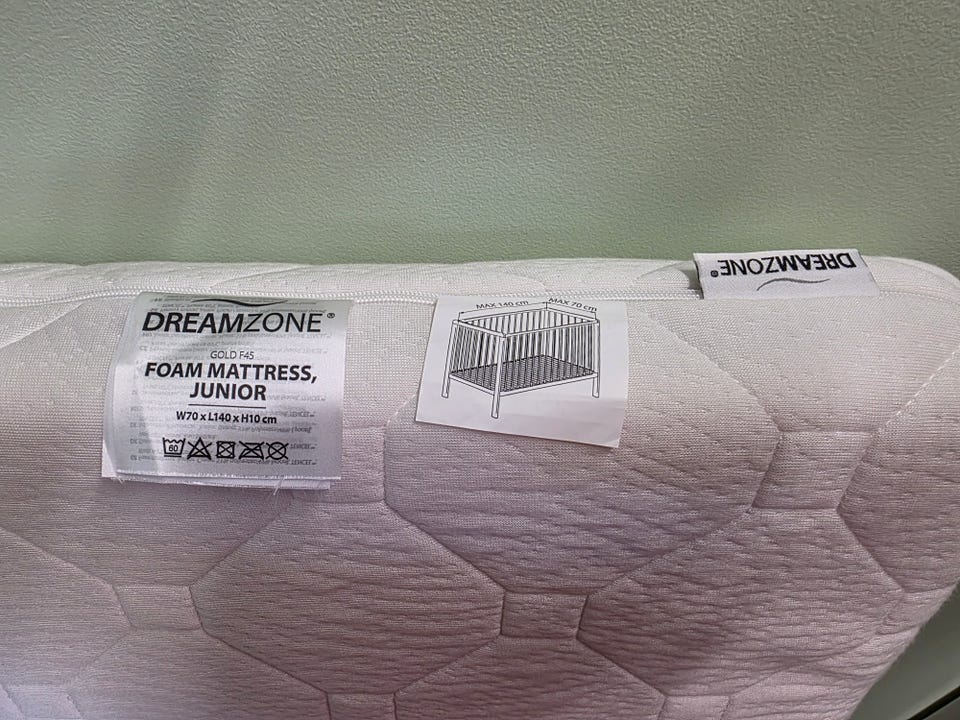 DREAMZONE®
GOLD F45
FOAM MATTRESS,
JUNIOR
W70 x L140 x H10 cm
60
MAX 140 cm
MAX 70 cm
DREAMZONE®